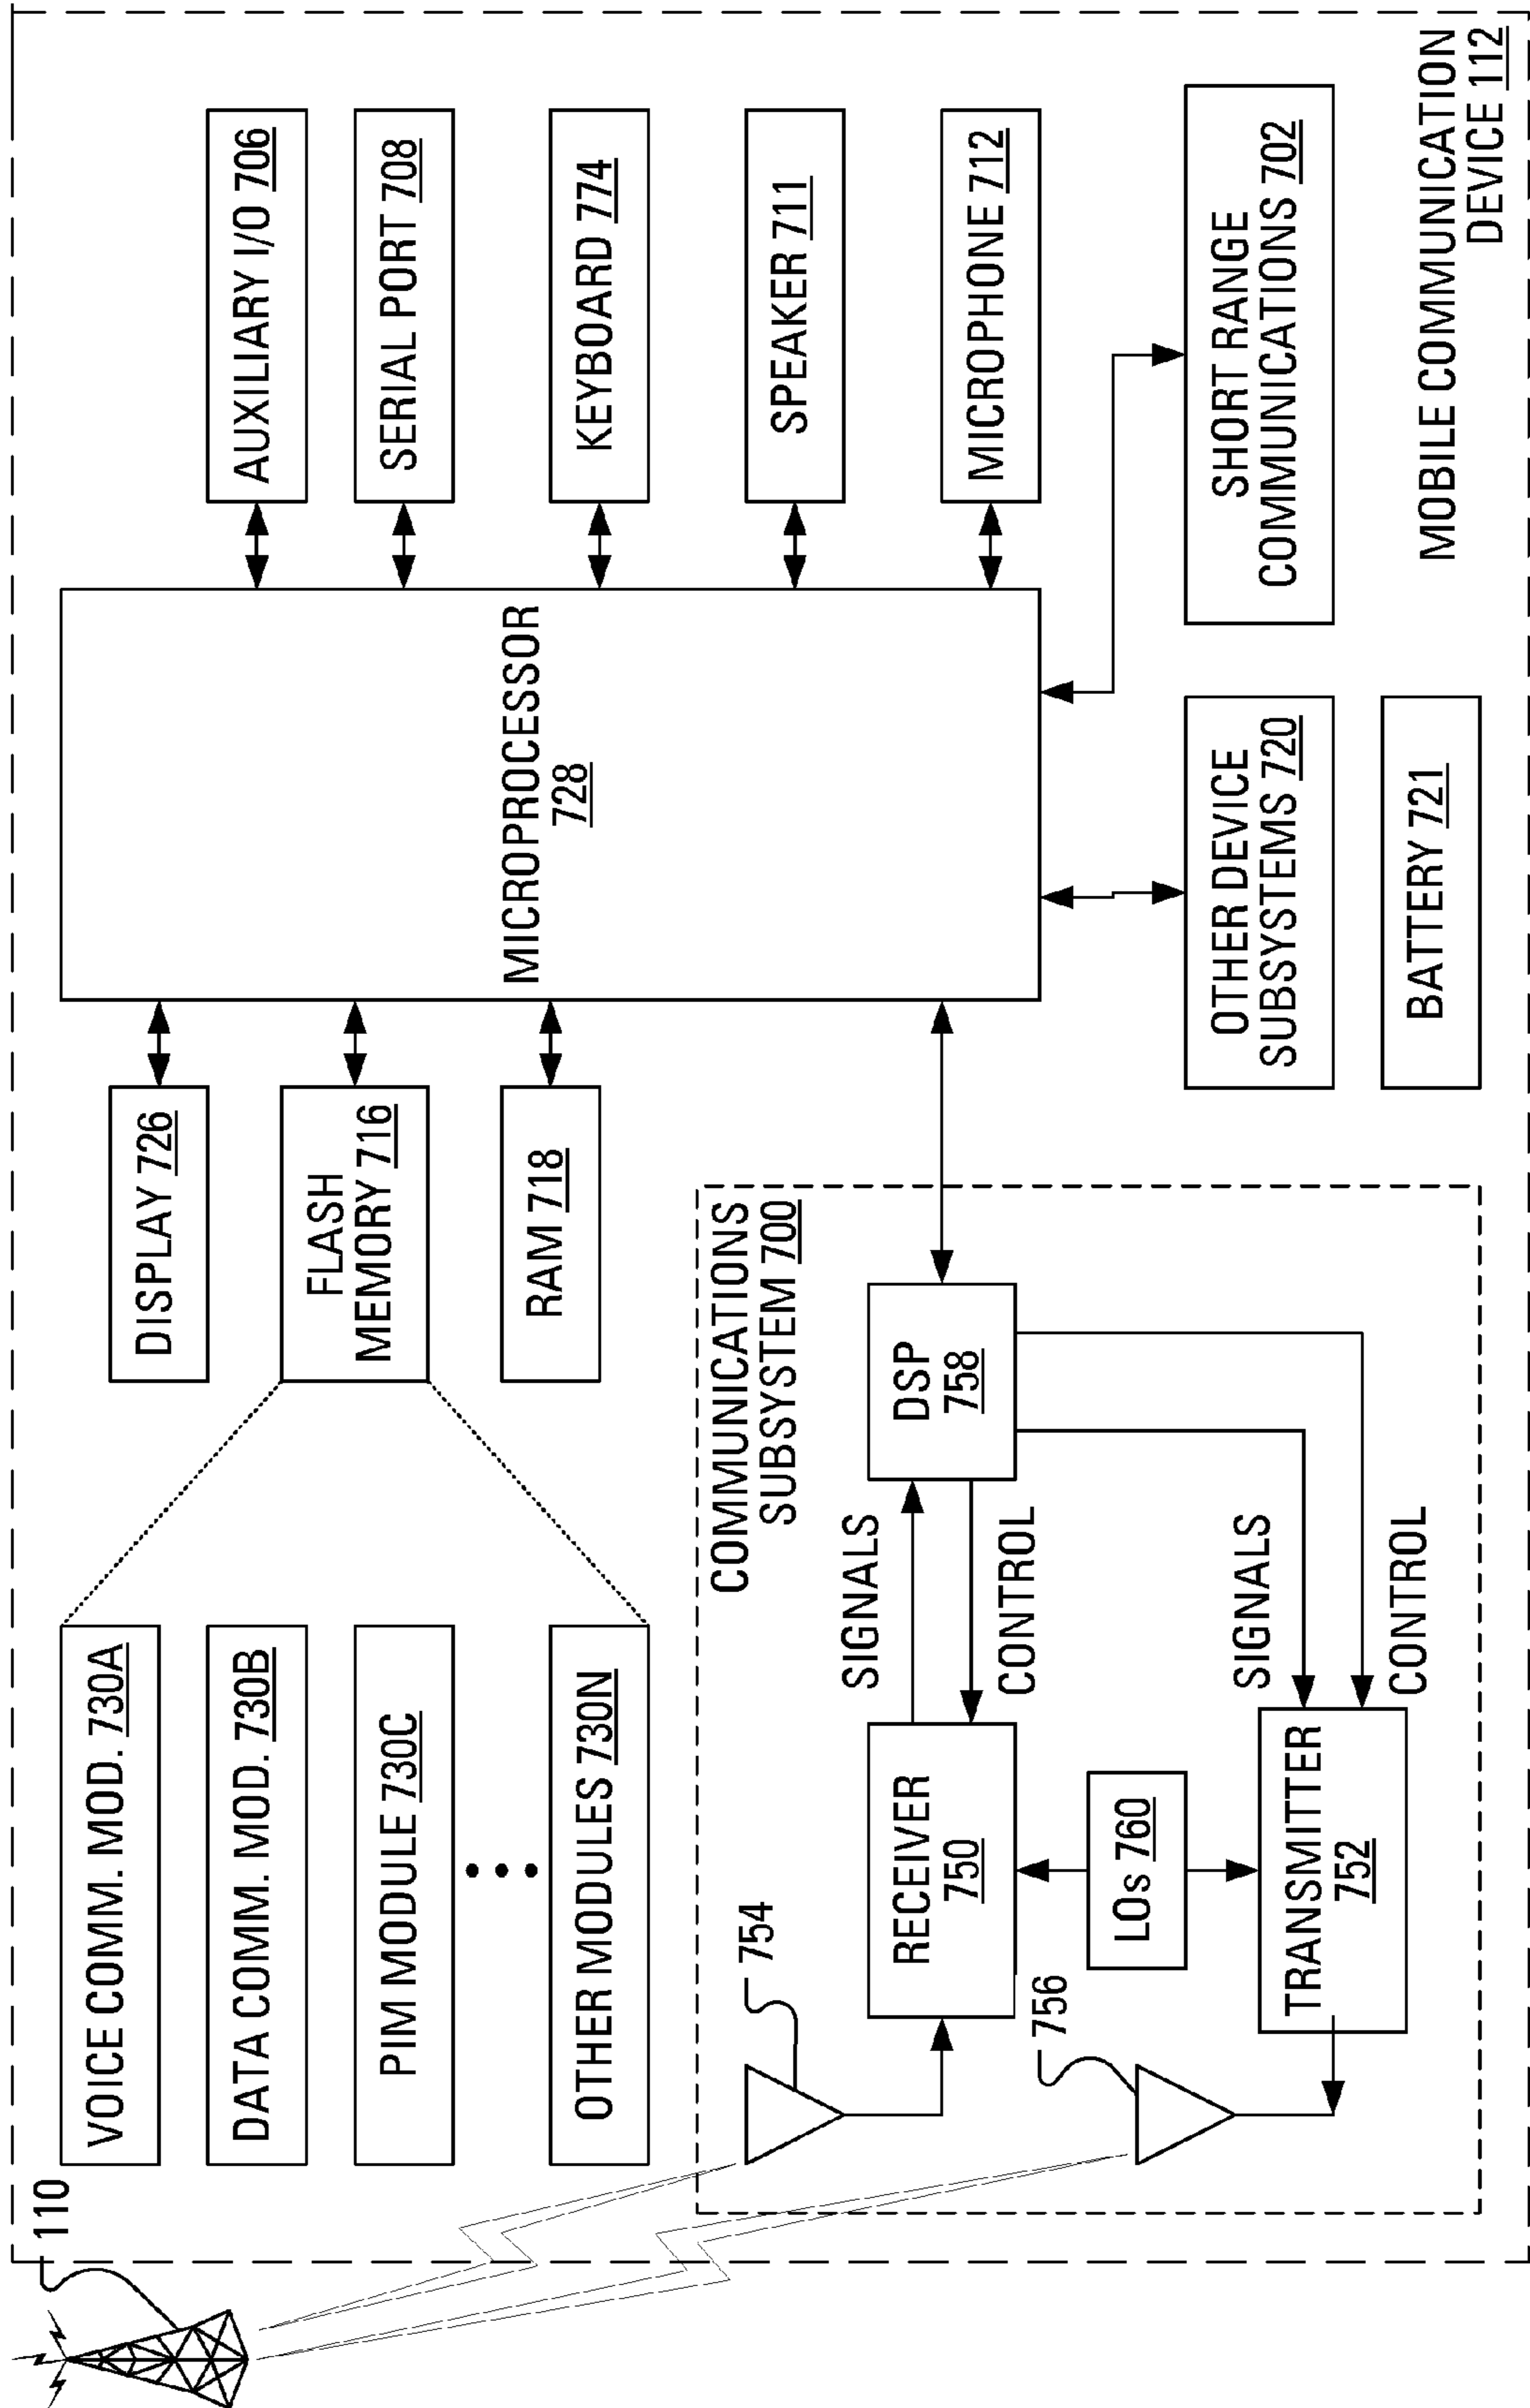 110
VOICE COMM. MOD. 730A
DATA COMM. MOD. 730B
PIM MODULE 730C
OTHER MODULES 730N
DISPLAY 726
FLASH
MEMORY 716
RAM 718
MICROPROCESSOR
728
AUXILIARY I/O 706
SERIAL PORT 708
KEYBOARD 774
SPEAKER 711
MICROPHONE 712
COMMUNICATIONS
SUBSYSTEM 700
754
RECEIVER
750
SIGNALS
CONTROL
DSP
758
756
LOs 760
TRANSMITTER
752
SIGNALS
CONTROL
OTHER DEVICE
SUBSYSTEMS 720
BATTERY 721
SHORT RANGE
COMMUNICATIONS 702
MOBILE COMMUNICATION
DEVICE 112